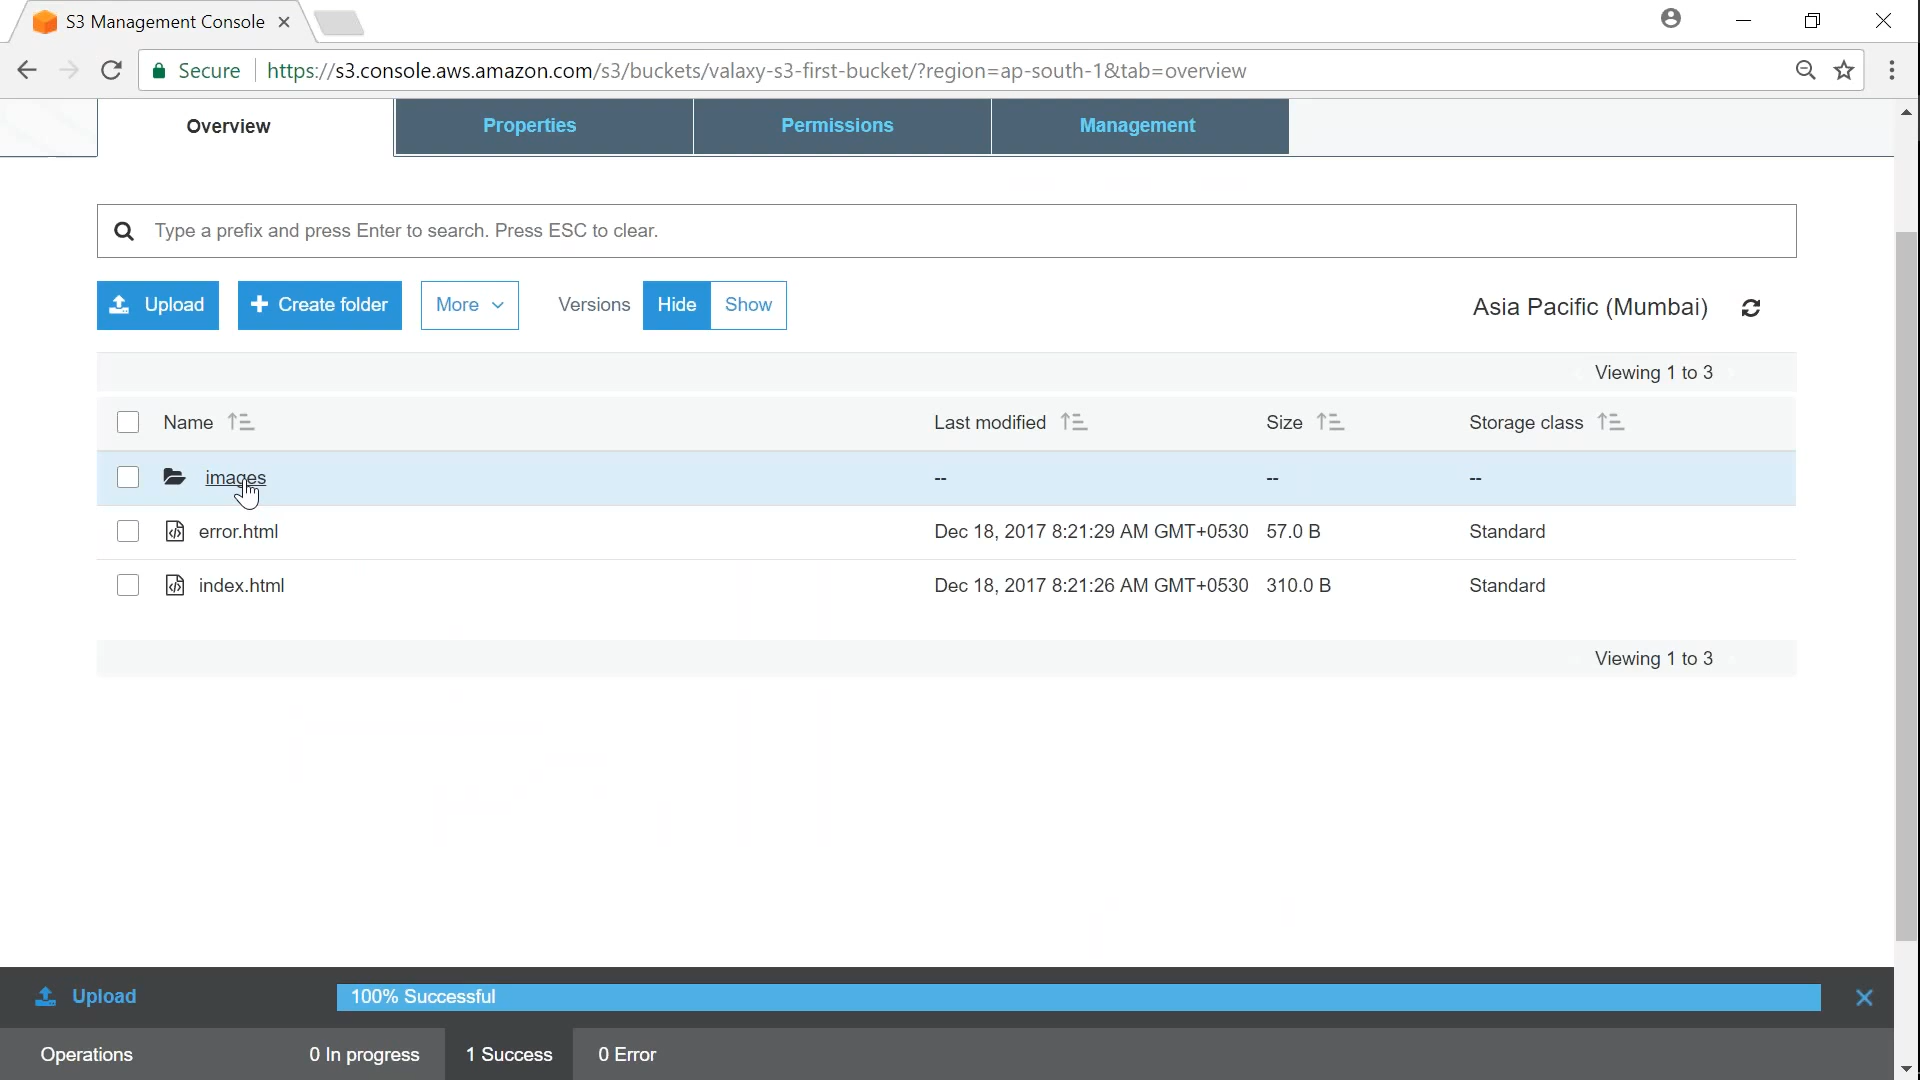 S3 Management Console
Secure https://s3.console.aws.amazon.com/s3/buckets/valaxy-s3-first-bucket/?region=ap-south-1&tab=overview
Overview Properties Permissions Management
Type a prefix and press Enter to search. Press ESC to clear.
Upload Create folder More Versions Hide Show Asia Pacific (Mumbai)
Viewing 1 to 3
Name Last modified Size Storage class
images -- -- --
error.html Dec 18, 2017 8:21:29 AM GMT+0530 57.0 B Standard
index.html Dec 18, 2017 8:21:26 AM GMT+0530 310.0 B Standard
Viewing 1 to 3
Upload 100% Successful
Operations 0 In progress 1 Success 0 Error